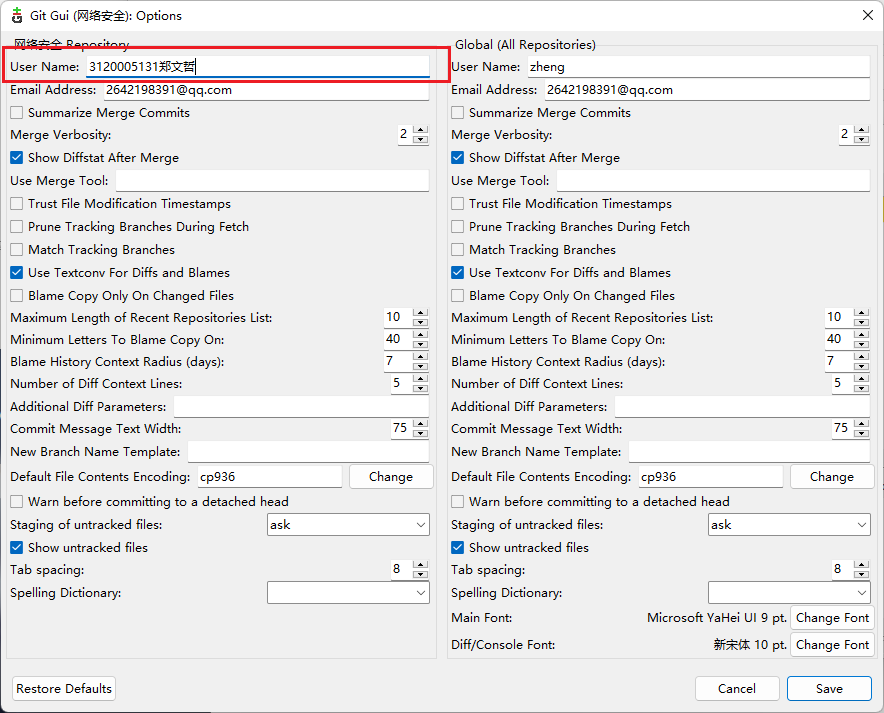 Git Gui (网络安全): Options
网络安全 Repository
User Name: 3120005131郑文哲
Email Address: 2642198391@qq.com
Summarize Merge Commits
Merge Verbosity: 2
Show Diffstat After Merge
Use Merge Tool:
Trust File Modification Timestamps
Prune Tracking Branches During Fetch
Match Tracking Branches
Use Textconv For Diffs and Blames
Blame Copy Only On Changed Files
Maximum Length of Recent Repositories List: 10
Minimum Letters To Blame Copy On: 40
Blame History Context Radius (days): 7
Number of Diff Context Lines: 5
Additional Diff Parameters:
Commit Message Text Width: 75
New Branch Name Template:
Default File Contents Encoding: cp936 Change
Warn before committing to a detached head
Staging of untracked files: ask
Show untracked files
Tab spacing: 8
Spelling Dictionary:
Global (All Repositories)
User Name: zheng
Email Address: 2642198391@qq.com
Summarize Merge Commits
Merge Verbosity: 2
Show Diffstat After Merge
Use Merge Tool:
Trust File Modification Timestamps
Prune Tracking Branches During Fetch
Match Tracking Branches
Use Textconv For Diffs and Blames
Blame Copy Only On Changed Files
Maximum Length of Recent Repositories List: 10
Minimum Letters To Blame Copy On: 40
Blame History Context Radius (days): 7
Number of Diff Context Lines: 5
Additional Diff Parameters:
Commit Message Text Width: 75
New Branch Name Template:
Default File Contents Encoding: cp936 Change
Warn before committing to a detached head
Staging of untracked files: ask
Show untracked files
Tab spacing: 8
Spelling Dictionary:
Main Font: Microsoft YaHei UI 9 pt. Change Font
Diff/Console Font: 新宋体 10 pt. Change Font
Restore Defaults Cancel Save